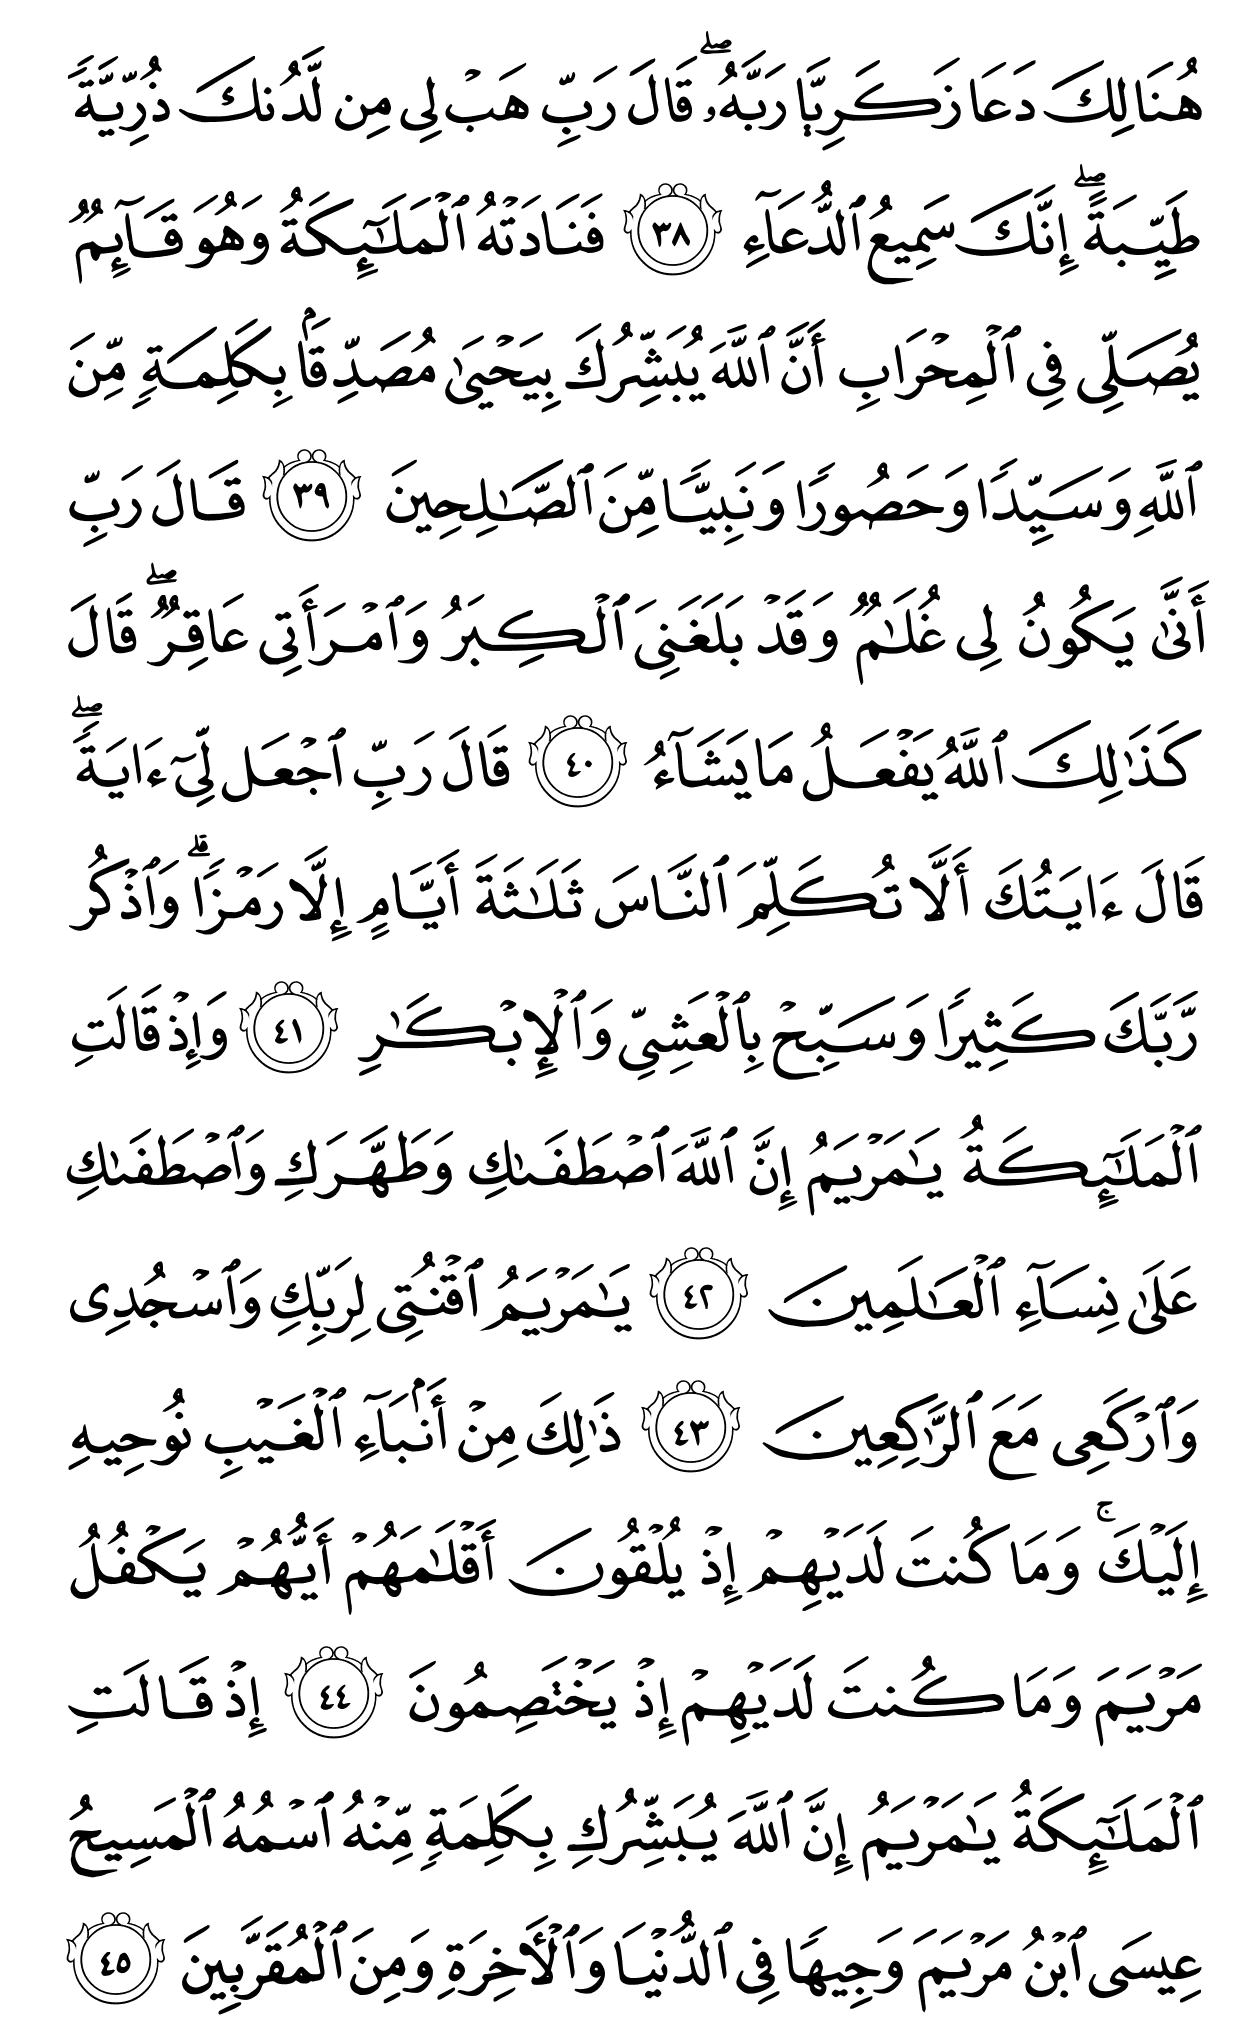 هُنَالِكَ دَعَا زَكَرِيَّا رَبَّهُۥۖ قَالَ رَبِّ هَبۡ لِي مِن لَّدُنكَ ذُرِّيَّةٗ
طَيِّبَةًۖ إِنَّكَ سَمِيعُ ٱلدُّعَآءِ ٣٨ فَنَادَتۡهُ ٱلۡمَلَٰٓئِكَةُ وَهُوَ قَآئِمٞ
يُصَلِّي فِي ٱلۡمِحۡرَابِ أَنَّ ٱللَّهَ يُبَشِّرُكَ بِيَحۡيَىٰ مُصَدِّقَۢا بِكَلِمَةٖ مِّنَ
ٱللَّهِ وَسَيِّدٗا وَحَصُورٗا وَنَبِيّٗا مِّنَ ٱلصَّٰلِحِينَ ٣٩ قَالَ رَبِّ
أَنَّىٰ يَكُونُ لِي غُلَٰمٞ وَقَدۡ بَلَغَنِيَ ٱلۡكِبَرُ وَٱمۡرَأَتِي عَاقِرٞۖ قَالَ
كَذَٰلِكَ ٱللَّهُ يَفۡعَلُ مَا يَشَآءُ ٤٠ قَالَ رَبِّ ٱجۡعَل لِّيٓ ءَايَةٗۖ
قَالَ ءَايَتُكَ أَلَّا تُكَلِّمَ ٱلنَّاسَ ثَلَٰثَةَ أَيَّامٍ إِلَّا رَمۡزٗاۗ وَٱذۡكُر
رَّبَّكَ كَثِيرٗا وَسَبِّحۡ بِٱلۡعَشِيِّ وَٱلۡإِبۡكَٰرِ ٤١ وَإِذۡ قَالَتِ
ٱلۡمَلَٰٓئِكَةُ يَٰمَرۡيَمُ إِنَّ ٱللَّهَ ٱصۡطَفَىٰكِ وَطَهَّرَكِ وَٱصۡطَفَىٰكِ
عَلَىٰ نِسَآءِ ٱلۡعَٰلَمِينَ ٤٢ يَٰمَرۡيَمُ ٱقۡنُتِي لِرَبِّكِ وَٱسۡجُدِي
وَٱرۡكَعِي مَعَ ٱلرَّٰكِعِينَ ٤٣ ذَٰلِكَ مِنۡ أَنۢبَآءِ ٱلۡغَيۡبِ نُوحِيهِ
إِلَيۡكَۚ وَمَا كُنتَ لَدَيۡهِمۡ إِذۡ يُلۡقُونَ أَقۡلَٰمَهُمۡ أَيُّهُمۡ يَكۡفُلُ
مَرۡيَمَ وَمَا كُنتَ لَدَيۡهِمۡ إِذۡ يَخۡتَصِمُونَ ٤٤ إِذۡ قَالَتِ
ٱلۡمَلَٰٓئِكَةُ يَٰمَرۡيَمُ إِنَّ ٱللَّهَ يُبَشِّرُكِ بِكَلِمَةٖ مِّنۡهُ ٱسۡمُهُ ٱلۡمَسِيحُ
عِيسَى ٱبۡنُ مَرۡيَمَ وَجِيهٗا فِي ٱلدُّنۡيَا وَٱلۡأٓخِرَةِ وَمِنَ ٱلۡمُقَرَّبِينَ ٤٥